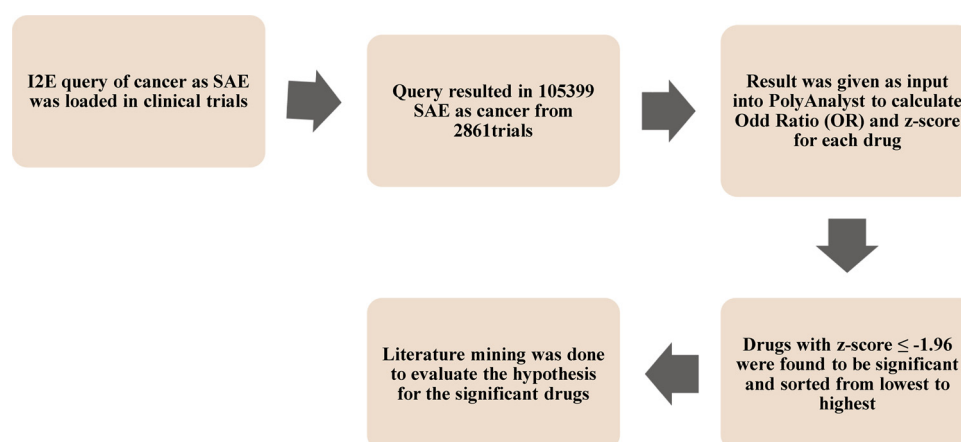 I2E query of cancer as SAE
was loaded in clinical trials
Query resulted in 105399
SAE as cancer from
2861trials
Result was given as input
into PolyAnalyst to calculate
Odd Ratio (OR) and z-score
for each drug
Drugs with z-score ≤ -1.96
were found to be significant
and sorted from lowest to
highest
Literature mining was done
to evaluate the hypothesis
for the significant drugs